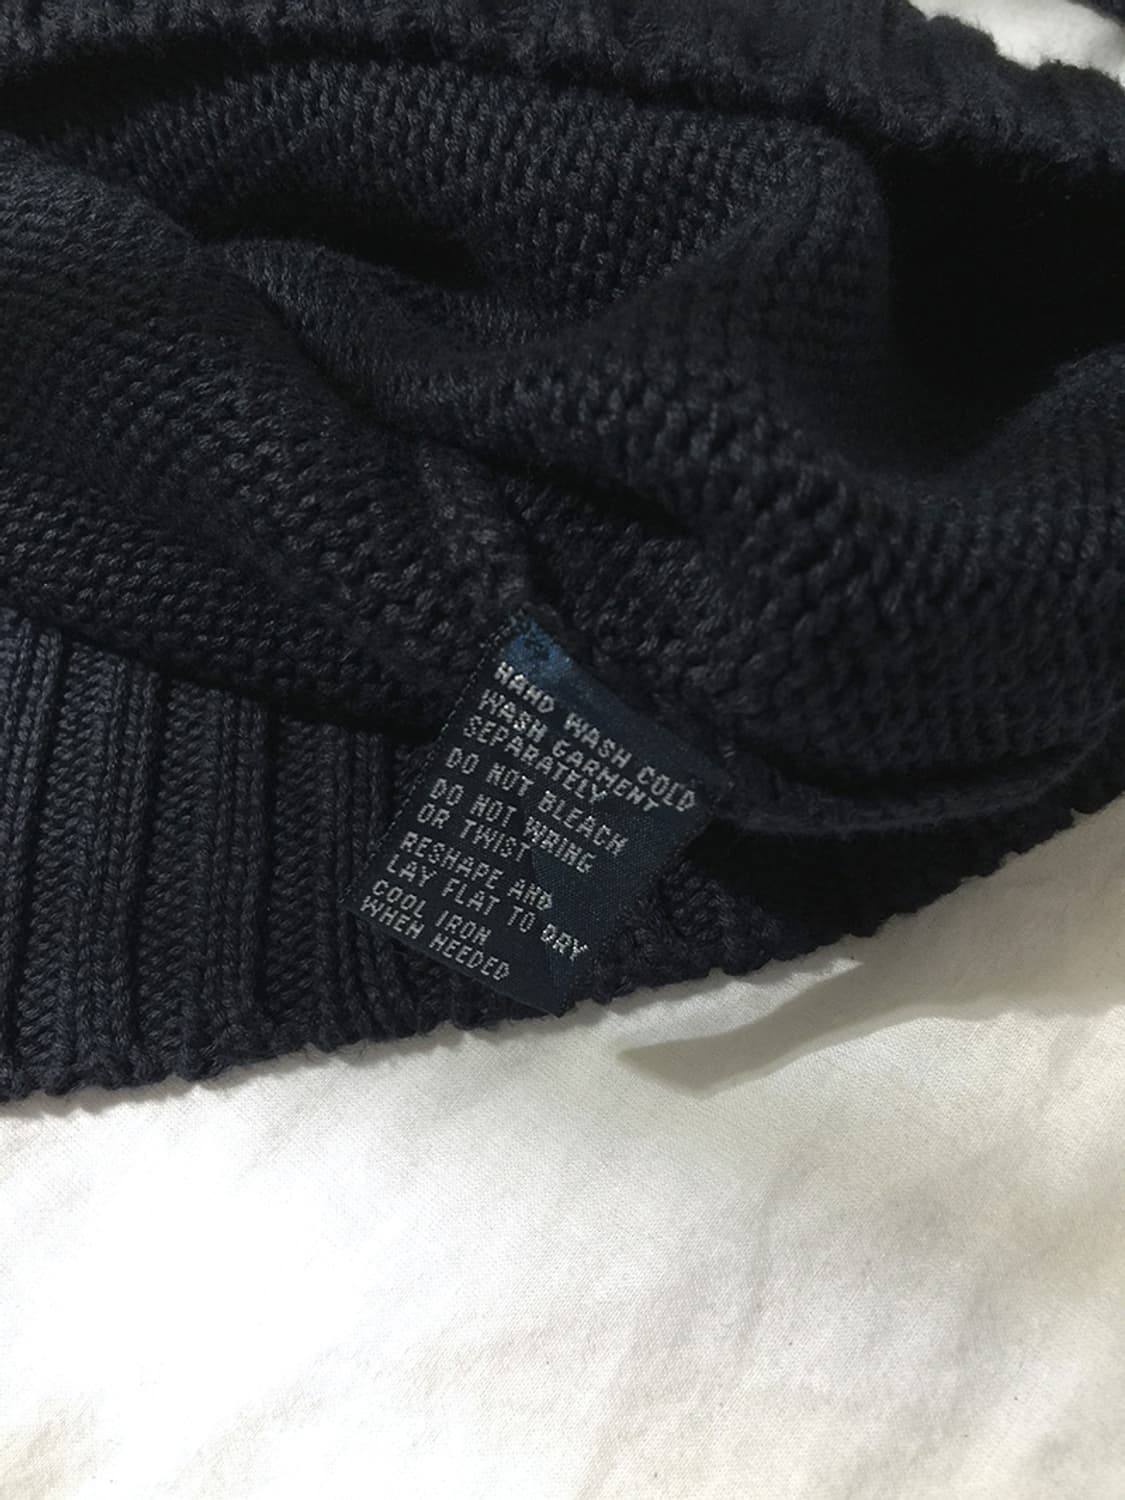 HAND WASH COLD
WASH GARMENT
SEPARATELY
DO NOT BLEACH
DO NOT WRING
OR TWIST
RESHAPE AND
LAY FLAT TO DRY
COOL IRON
WHEN NEEDED